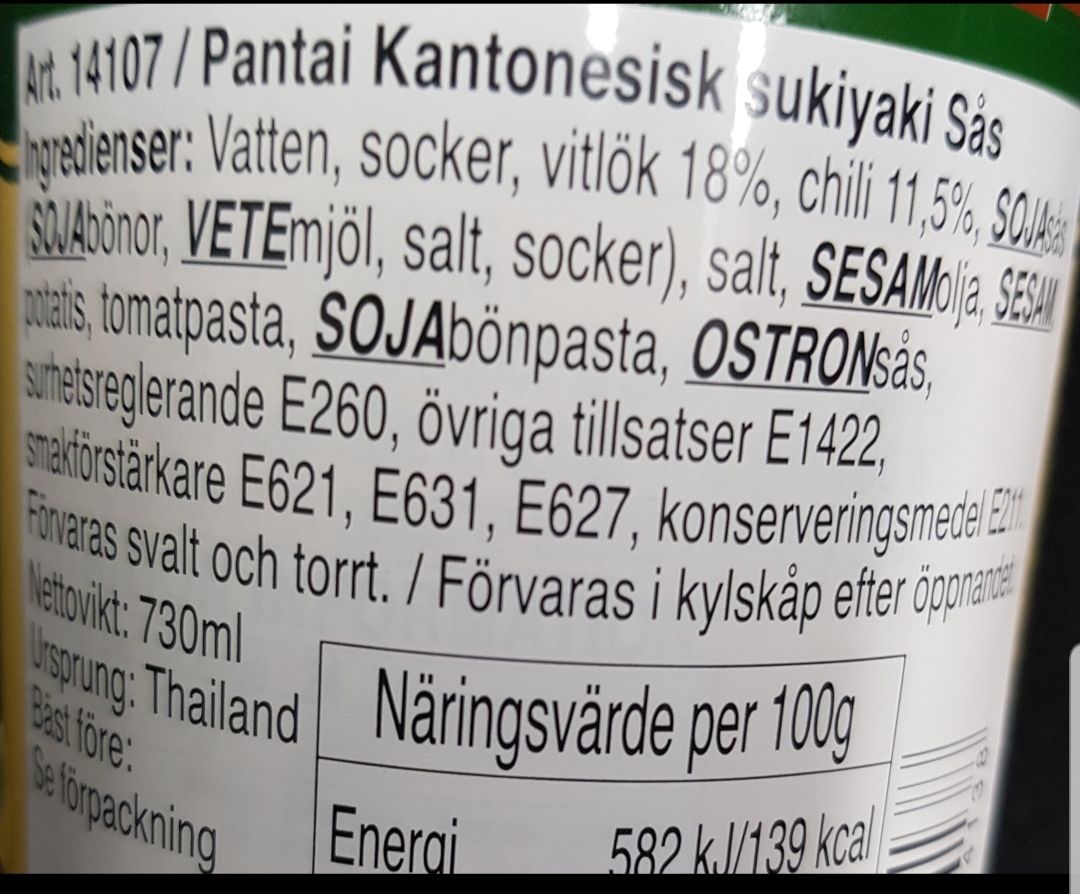 Art. 14107 / Pantai Kantonesisk sukiyaki Sås
Ingredienser: Vatten, socker, vitlök 18%, chili 11,5%, SOJAsås
SOJAbönor, VETEmjöl, salt, socker), salt, SESAMolja, SESAM,
potatis, tomatpasta, SOJAbönpasta, OSTRONsås,
surhetsreglerande E260, övriga tillsatser E1422,
smakförstärkare E621, E631, E627, konserveringsmedel E211.
Förvaras svalt och torrt. / Förvaras i kylskåp efter öppnandet.
Nettovikt: 730ml
Ursprung: Thailand
Bäst före:
Se förpackning
Näringsvärde per 100g
Energi 582 kJ/139 kcal